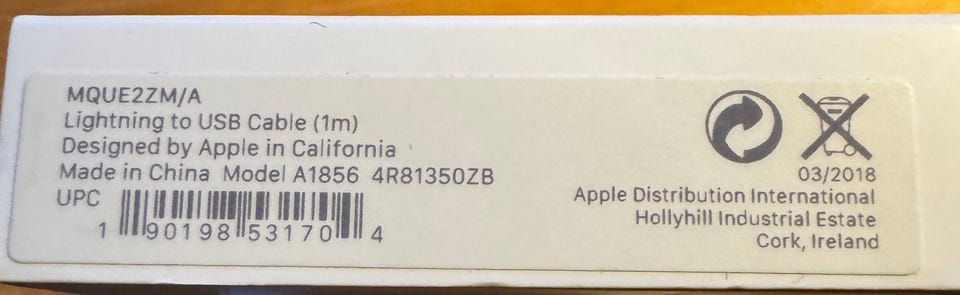 MQUE2ZM/A
Lightning to USB Cable (1m)
Designed by Apple in California
Made in China Model A1856 4R81350ZB
UPC
1 90198 53170 4
03/2018
Apple Distribution International
Hollyhill Industrial Estate
Cork, Ireland